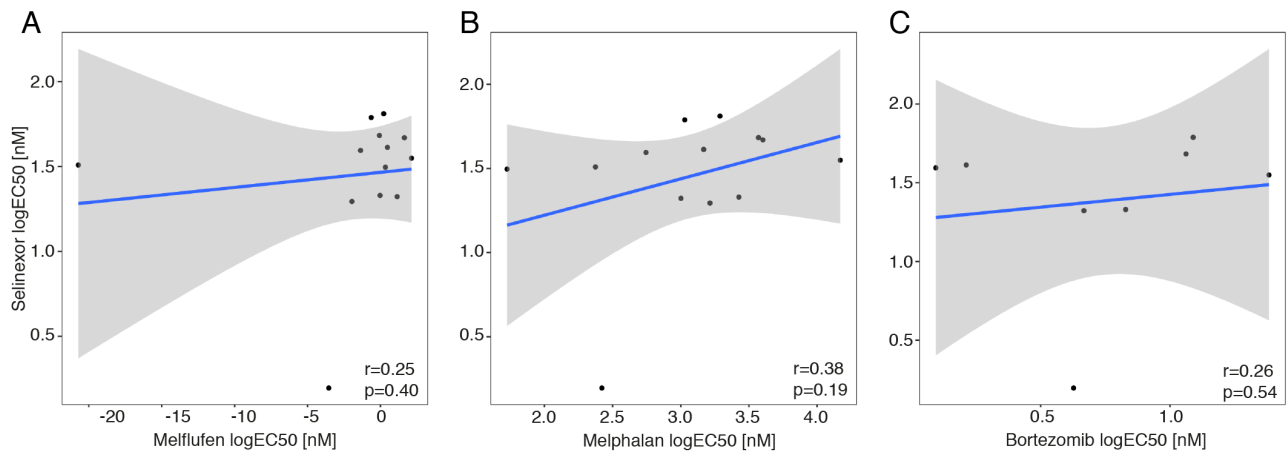 A
Selinexor logEC50 [nM]
2.0
1.5
1.0
0.5
r=0.25
p=0.40
-20 -15 -10 -5 0
Melflufen logEC50 [nM]
B
2.0
1.5
1.0
0.5
r=0.38
p=0.19
2.0 2.5 3.0 3.5 4.0
Melphalan logEC50 [nM]
C
2.0
1.5
1.0
0.5
r=0.26
p=0.54
0.5 1.0
Bortezomib logEC50 [nM]